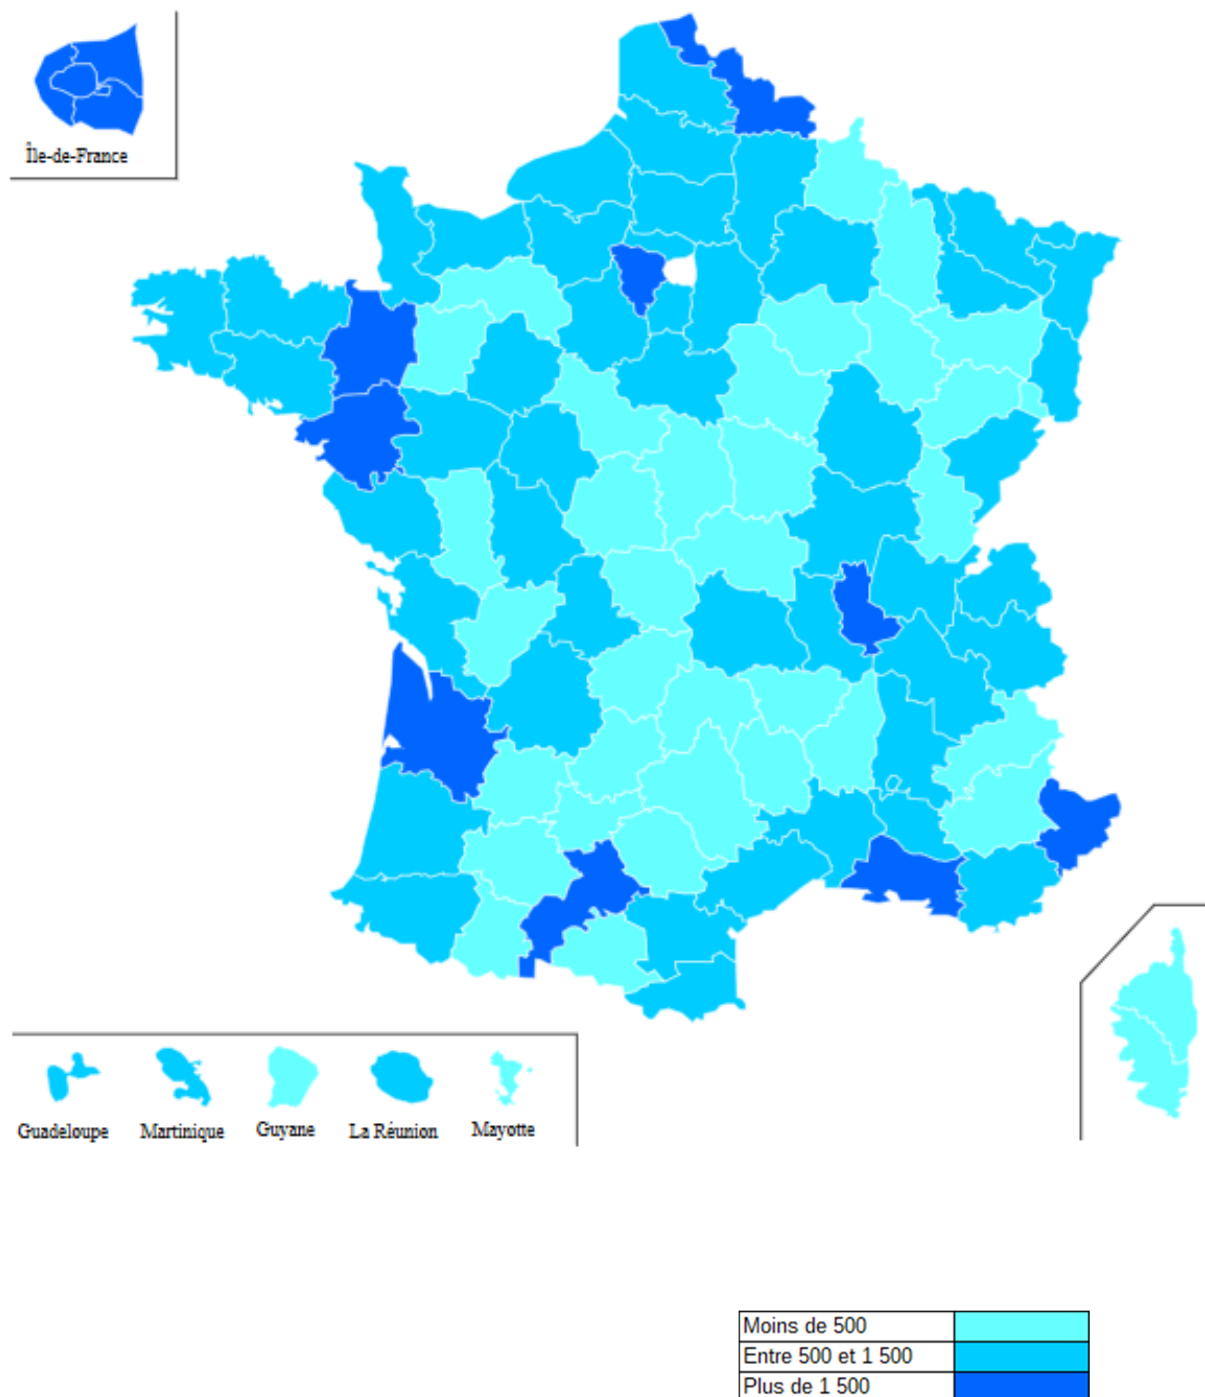 Île-de-France
Guadeloupe
Martinique
Guyane
La Réunion
Mayotte
Moins de 500
Entre 500 et 1 500
Plus de 1 500